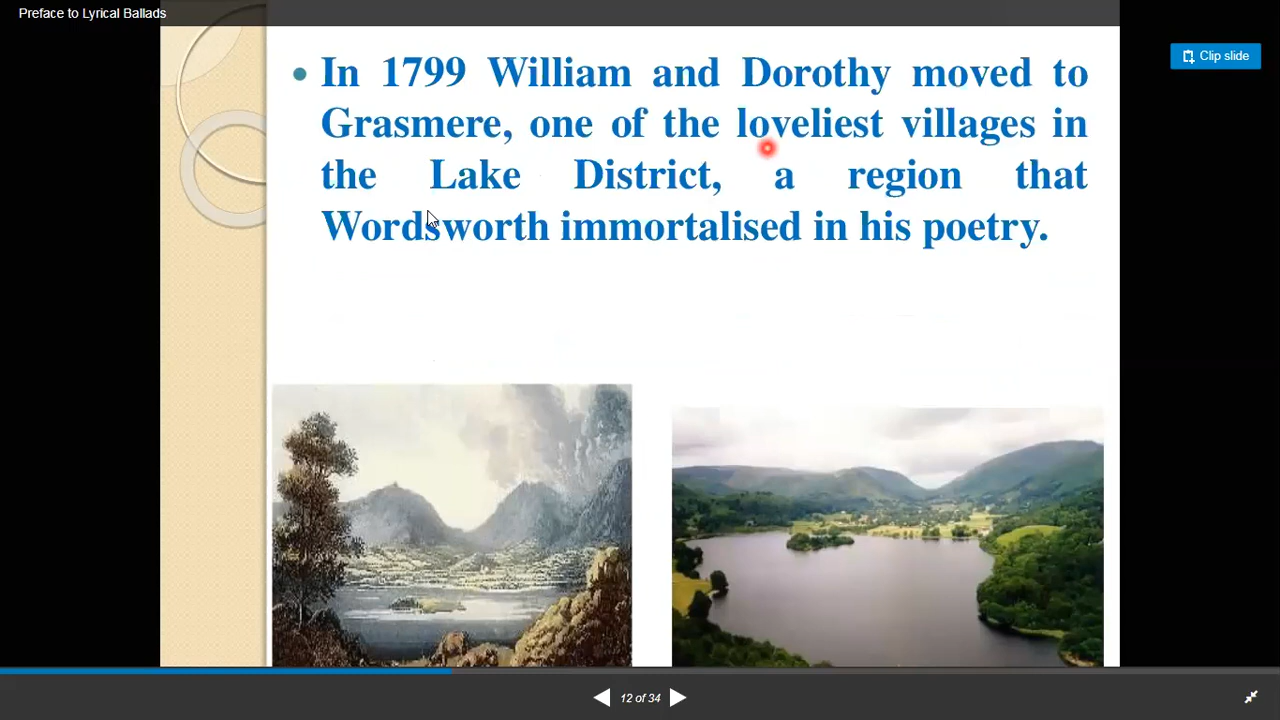 Preface to Lyrical Ballads
Clip slide
In 1799 William and Dorothy moved to
Grasmere, one of the loveliest villages in
the Lake District, a region that
Wordsworth immortalised in his poetry.
12 of 34